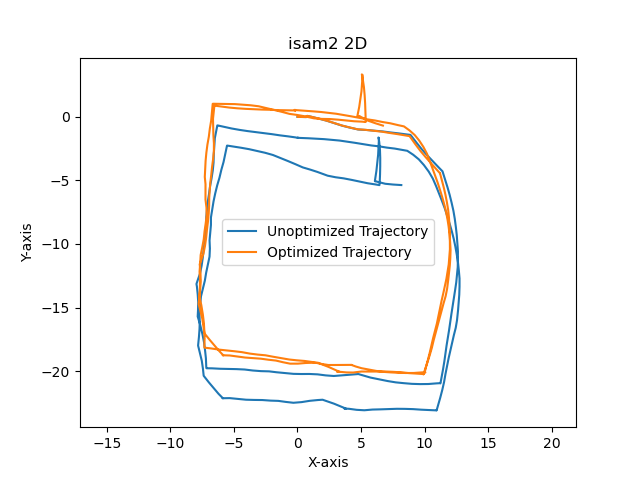 isam2 2D
Y-axis
0
−5
−10
−15
−20
Unoptimized Trajectory
Optimized Trajectory
−15
−10
−5
0
5
10
15
20
X-axis